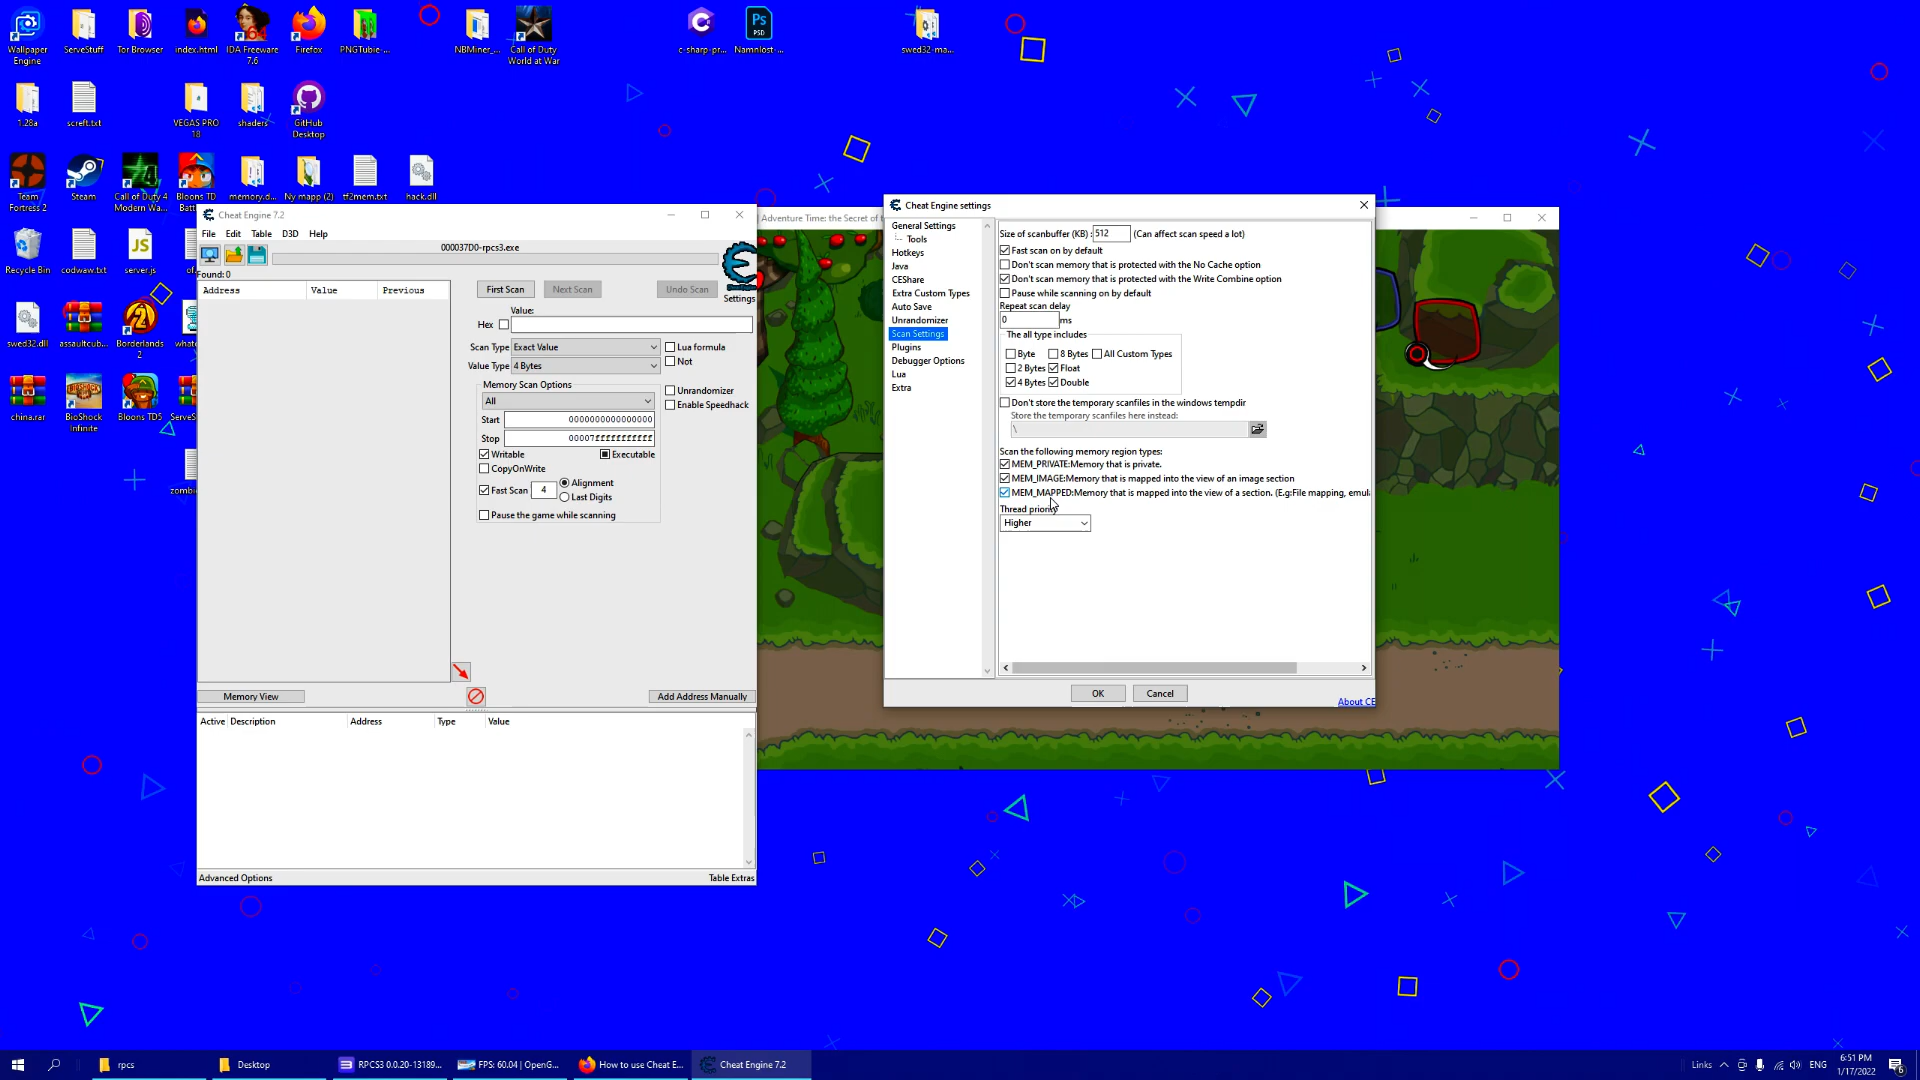 Wallpaper Engine
ServeStuff
Tor Browser
index.html
IDA Freeware 7.6
Firefox
PNGTubie-...
NBMiner_...
Call of Duty World at War
c-sharp-pr...
Namnlöst-...
swed32-ma...
1.28a
screft.txt
VEGAS PRO 18
shaders
GitHub Desktop
Team Fortress 2
Steam
Call of Duty 4 Modern Wa...
Bloons TD Batt...
memory.d...
Ny mapp (2)
tf2mem.txt
hack.dll
Recycle Bin
codwaw.txt
server.js
swed32.dll
assaultcub...
Borderlands 2
china.rar
BioShock Infinite
Bloons TD5
Cheat Engine 7.2
File Edit Table D3D Help
000037D0-rpcs3.exe
Found: 0
Settings
Address Value Previous
First Scan Next Scan Undo Scan
Value:
Hex
Scan Type Exact Value
Lua formula
Not
Value Type 4 Bytes
Memory Scan Options
All
Unrandomizer
Enable Speedhack
Start 0000000000000000
Stop 00007fffffffffff
Writable Executable
CopyOnWrite
Fast Scan 4 Alignment
Last Digits
Pause the game while scanning
Memory View
Add Address Manually
Active Description Address Type Value
Advanced Options
Table Extras
Adventure Time: the Secret of
Cheat Engine settings
General Settings
Tools
Hotkeys
Java
CEShare
Extra Custom Types
Auto Save
Unrandomizer
Scan Settings
Plugins
Debugger Options
Lua
Extra
Size of scanbuffer (KB) : 512 (Can affect scan speed a lot)
Fast scan on by default
Don't scan memory that is protected with the No Cache option
Don't scan memory that is protected with the Write Combine option
Pause while scanning on by default
Repeat scan delay
0 ms
The all type includes
Byte 8 Bytes All Custom Types
2 Bytes Float
4 Bytes Double
Don't store the temporary scanfiles in the windows tempdir
Store the temporary scanfiles here instead:
\
Scan the following memory region types:
MEM_PRIVATE:Memory that is private.
MEM_IMAGE:Memory that is mapped into the view of an image section
MEM_MAPPED:Memory that is mapped into the view of a section. (E.g:File mapping, emula
Thread priority
Higher
OK Cancel
About CE
rpcs
Desktop
RPCS3 0.0.20-13189...
FPS: 60.04 | OpenG...
How to use Cheat E...
Cheat Engine 7.2
Links
ENG
6:51 PM
1/17/2022
6